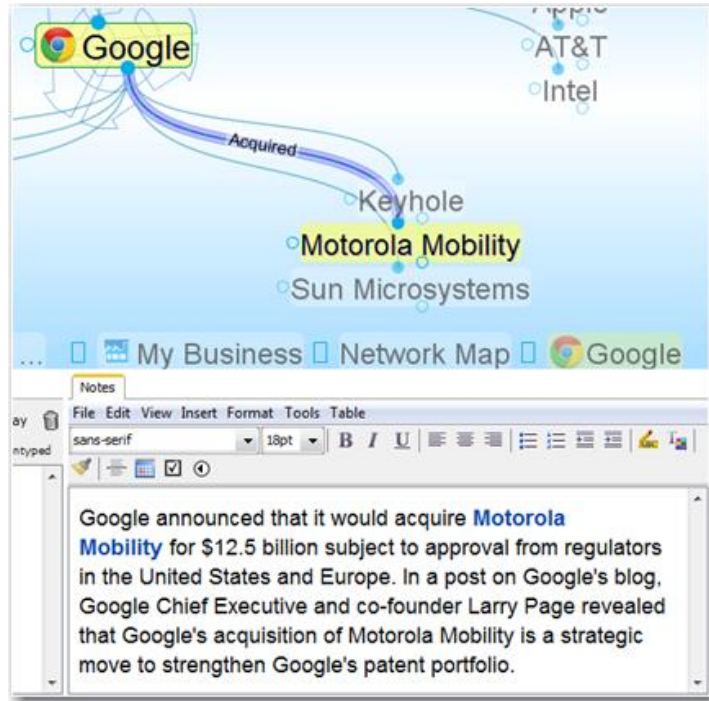 Apple
Google
AT&T
Intel
Acquired
Keyhole
Motorola Mobility
Sun Microsystems
... My Business Network Map Google
Notes
File Edit View Insert Format Tools Table
sans-serif 18pt B I U
Google announced that it would acquire Motorola
Mobility for $12.5 billion subject to approval from regulators
in the United States and Europe. In a post on Google's blog,
Google Chief Executive and co-founder Larry Page revealed
that Google's acquisition of Motorola Mobility is a strategic
move to strengthen Google's patent portfolio.